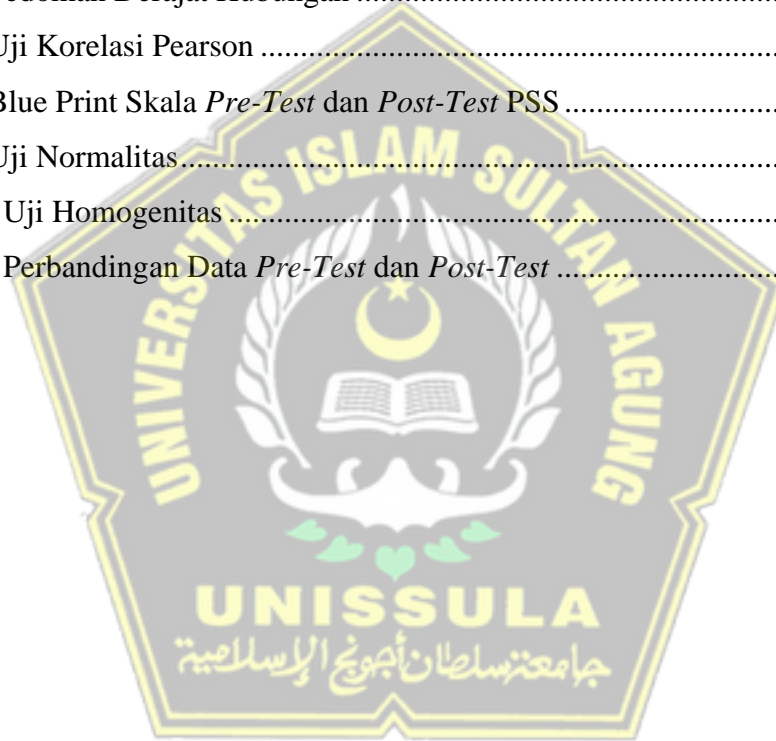 Pedoman Derajat Hubungan ................................................................
Uji Korelasi Pearson ................................................................................
Blue Print Skala Pre-Test dan Post-Test PSS .................................
Uji Normalitas..........................................................................................
Uji Homogenitas ....................................................................................
Perbandingan Data Pre-Test dan Post-Test ..................................
UNIVERSITAS ISLAM SULTAN AGUNG
UNISSULA
جامعة سلطان أجونج الإسلامية